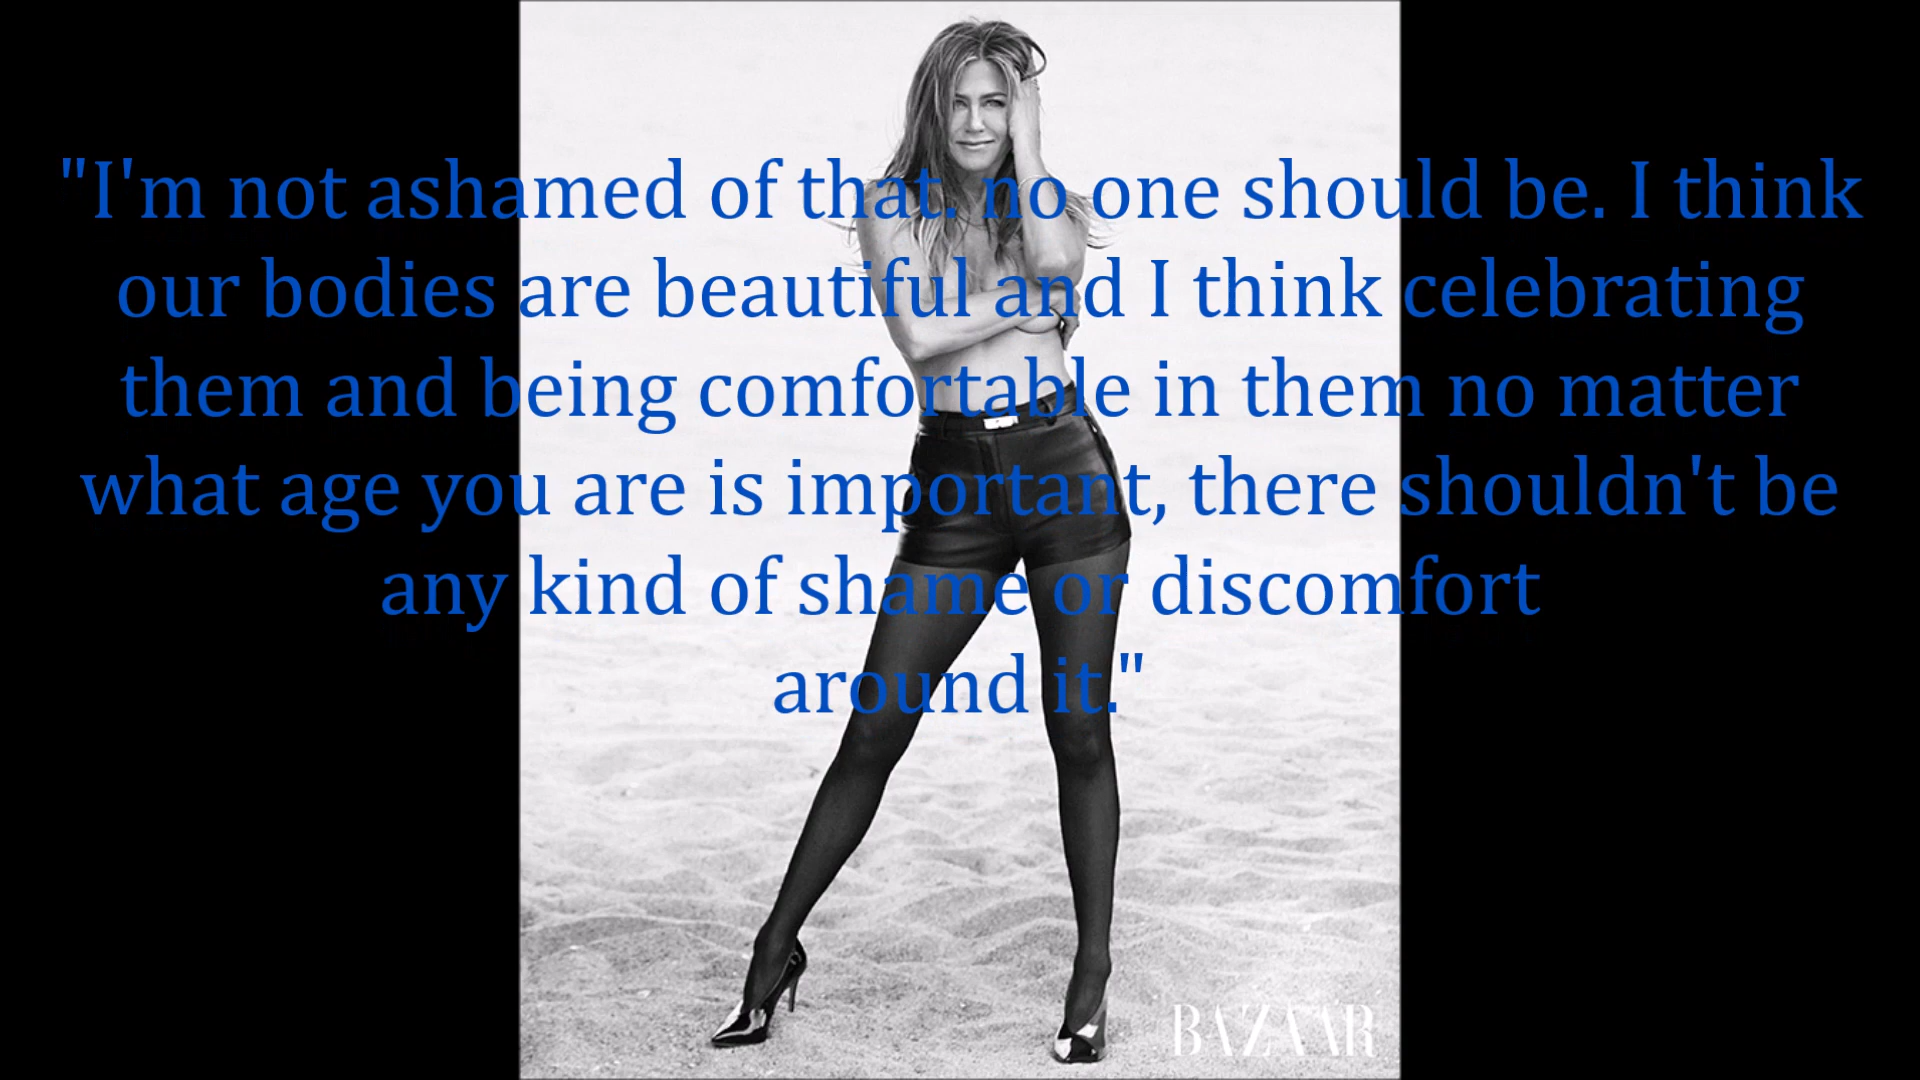 "I'm not ashamed of that. no one should be. I think
our bodies are beautiful and I think celebrating
them and being comfortable in them no matter
what age you are is important, there shouldn't be
any kind of shame or discomfort
around it."
BAZAAR